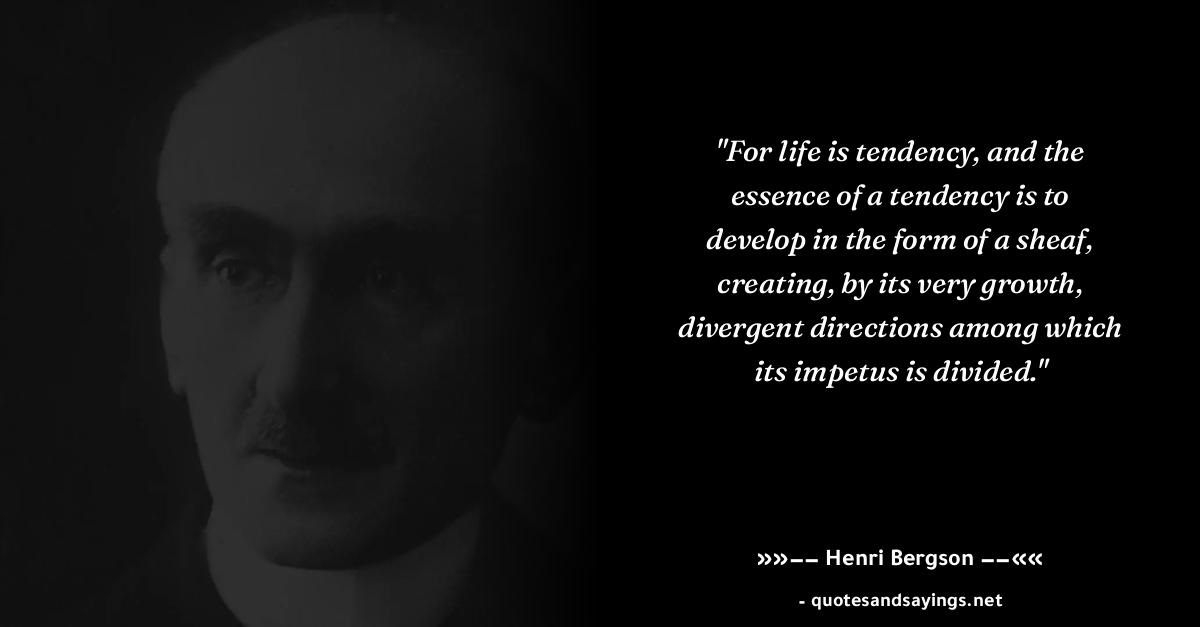 "For life is tendency, and the
essence of a tendency is to
develop in the form of a sheaf,
creating, by its very growth,
divergent directions among which
its impetus is divided."
»»−− Henri Bergson −−««
- quotesandsayings.net